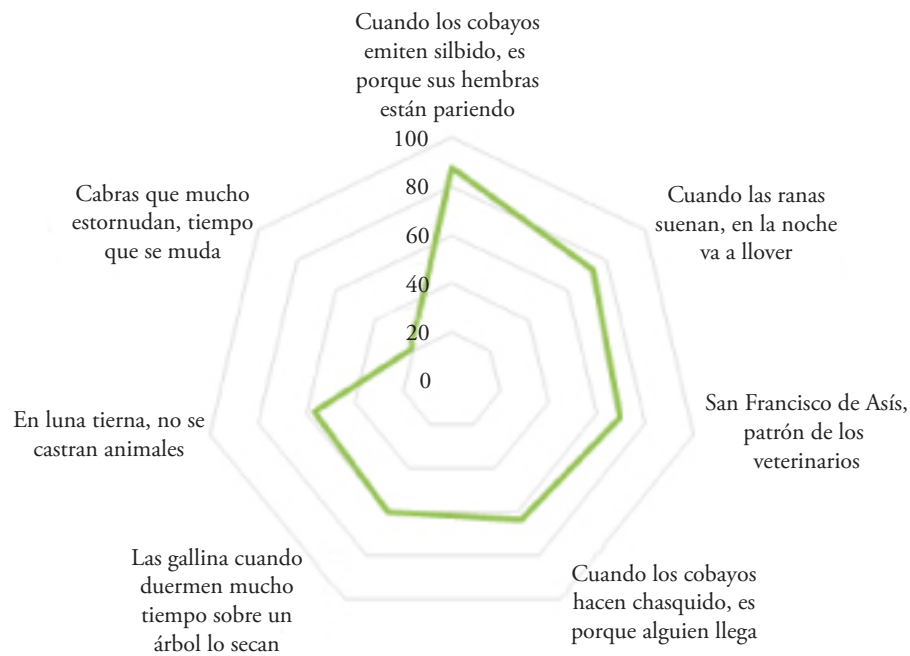 Cuando los cobayos
emiten silbido, es
porque sus hembras
están pariendo
100
80
60
40
20
0
Cuando las ranas
suenan, en la noche
va a llover
San Francisco de Asís,
patrón de los
veterinarios
Cuando los cobayos
hacen chasquido, es
porque alguien llega
Las gallina cuando
duermen mucho
tiempo sobre un
árbol lo secan
En luna tierna, no se
castran animales
Cabras que mucho
estornudan, tiempo
que se muda